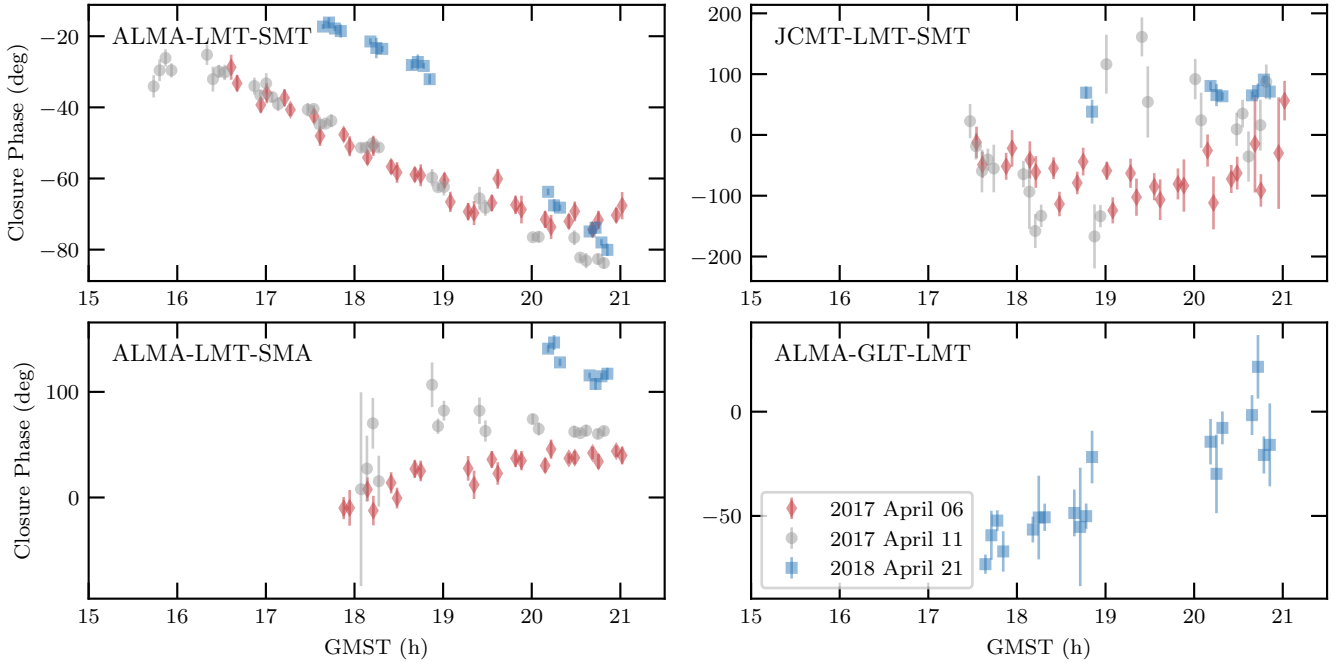 ALMA-LMT-SMT
Closure Phase (deg)
−20
−40
−60
−80
15 16 17 18 19 20 21
JCMT-LMT-SMT
200
100
0
−100
−200
15 16 17 18 19 20 21
ALMA-LMT-SMA
Closure Phase (deg)
100
0
15 16 17 18 19 20 21
GMST (h)
ALMA-GLT-LMT
0
−50
2017 April 06
2017 April 11
2018 April 21
15 16 17 18 19 20 21
GMST (h)